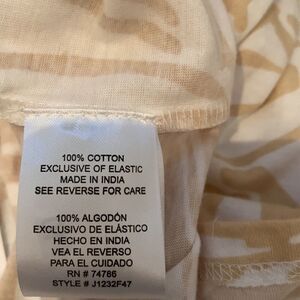 100% COTTON
EXCLUSIVE OF ELASTIC
MADE IN INDIA
SEE REVERSE FOR CARE
100% ALGODÓN
EXCLUSIVO DE ELÁSTICO
HECHO EN INDIA
VEA EL REVERSO
PARA EL CUIDADO
RN # 74786
STYLE # J1232F47